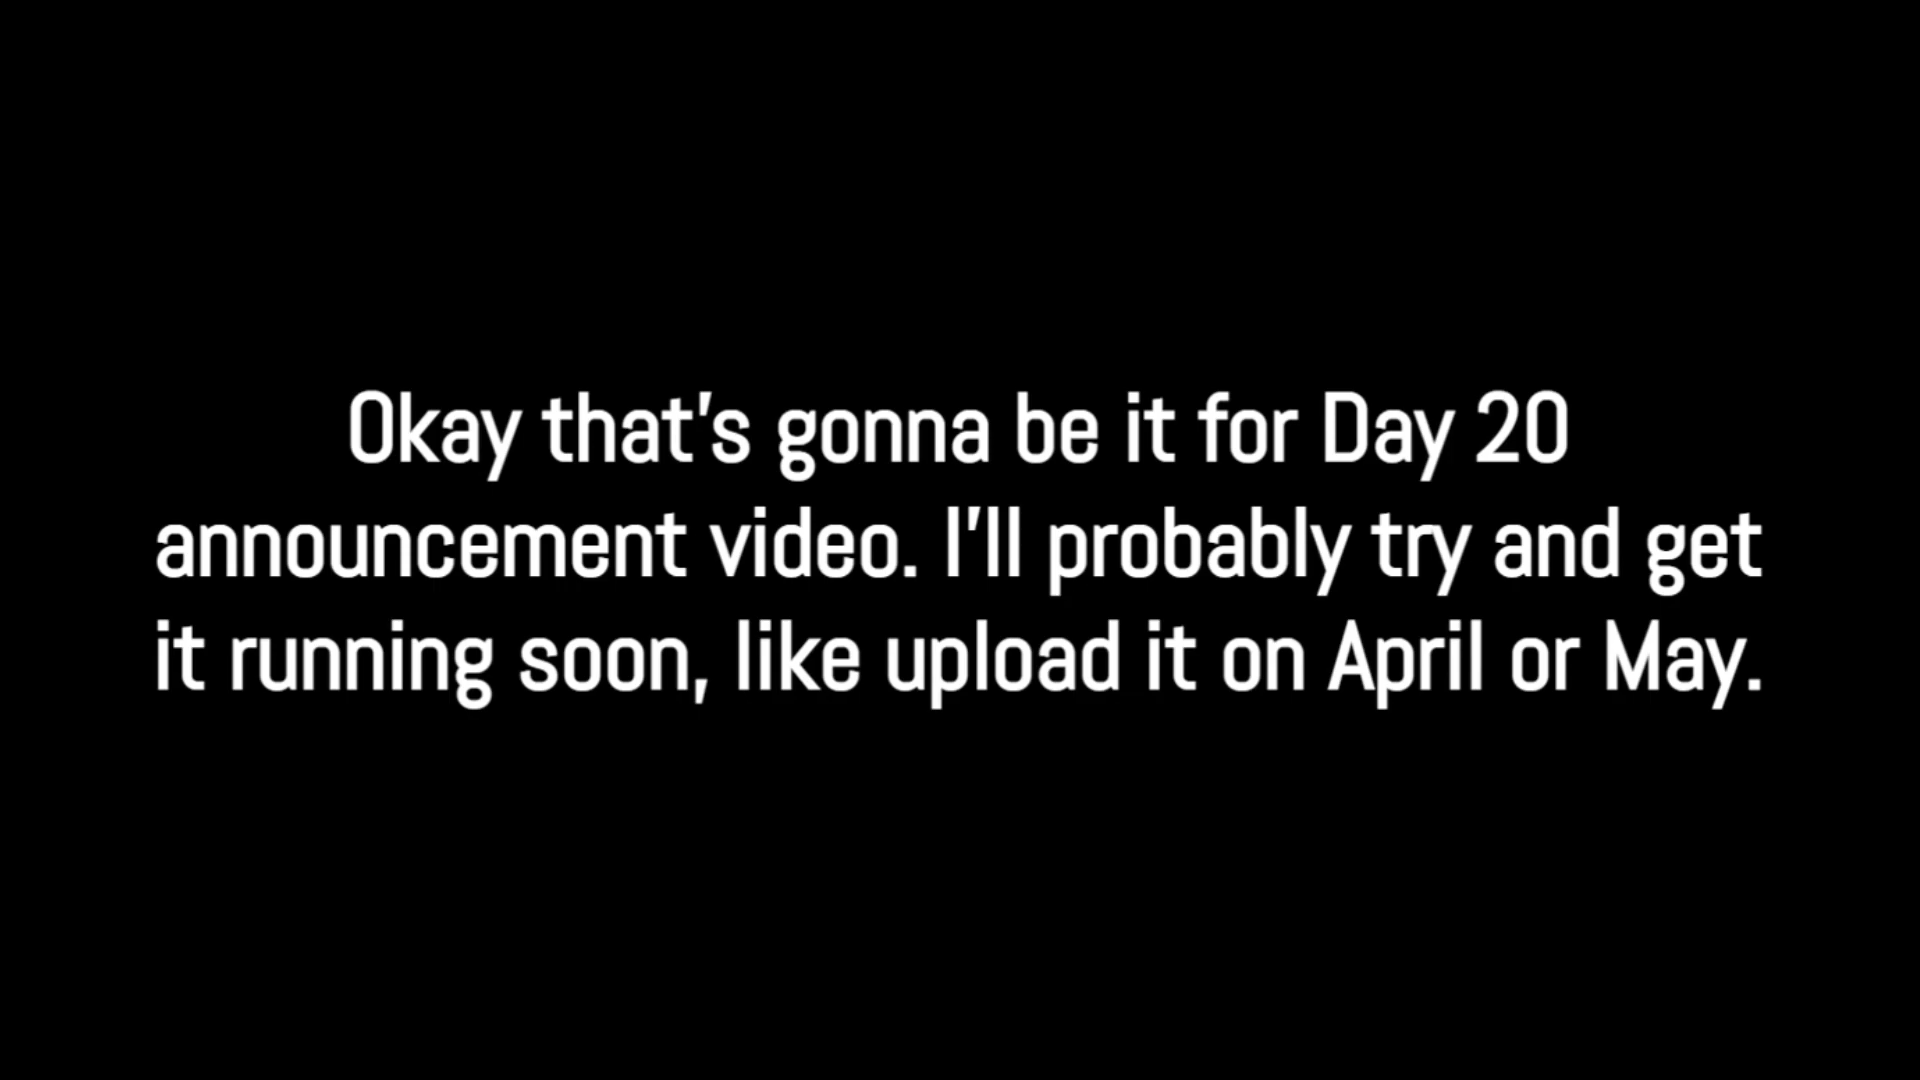 Okay that's gonna be it for Day 20
announcement video. I'll probably try and get
it running soon, like upload it on April or May.